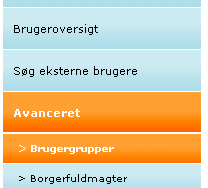 Brugeroversigt
Søg eksterne brugere
Avanceret
> Brugergrupper
> Borgerfuldmagter